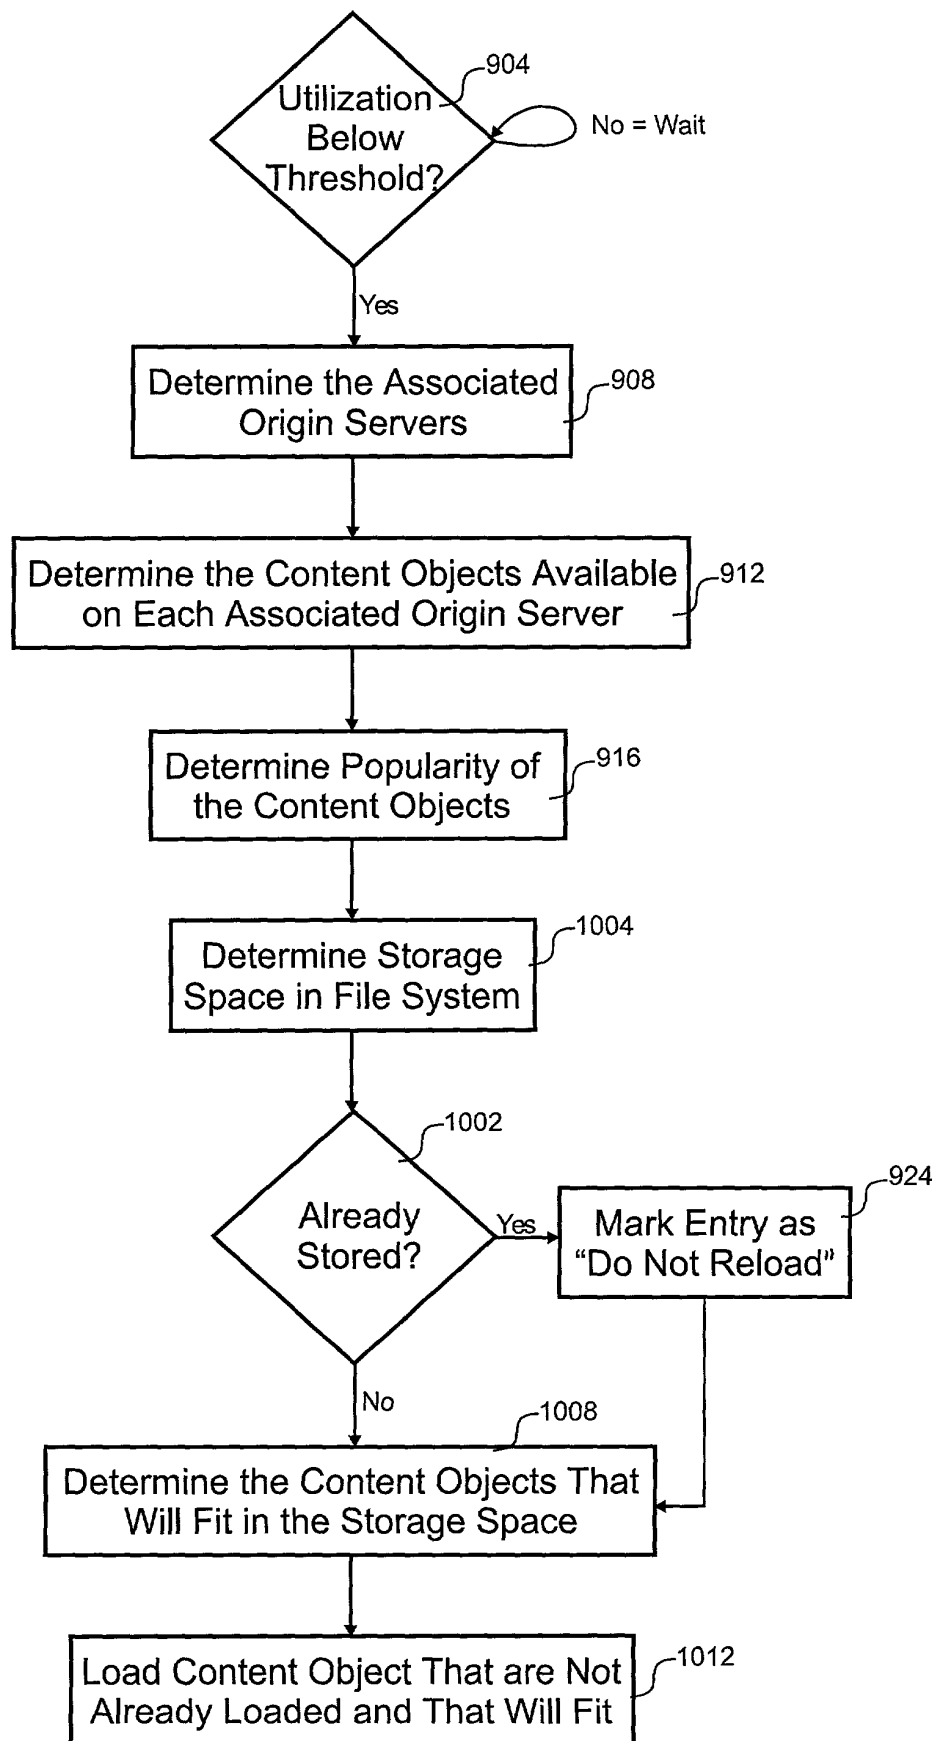 904
Utilization
Below
Threshold?
No = Wait
Yes
Determine the Associated
Origin Servers
908
Determine the Content Objects Available
on Each Associated Origin Server
912
Determine Popularity of
the Content Objects
916
Determine Storage
Space in File System
1004
1002
Already
Stored?
Yes
924
Mark Entry as
“Do Not Reload”
No
1008
Determine the Content Objects That
Will Fit in the Storage Space
Load Content Object That are Not
Already Loaded and That Will Fit
1012